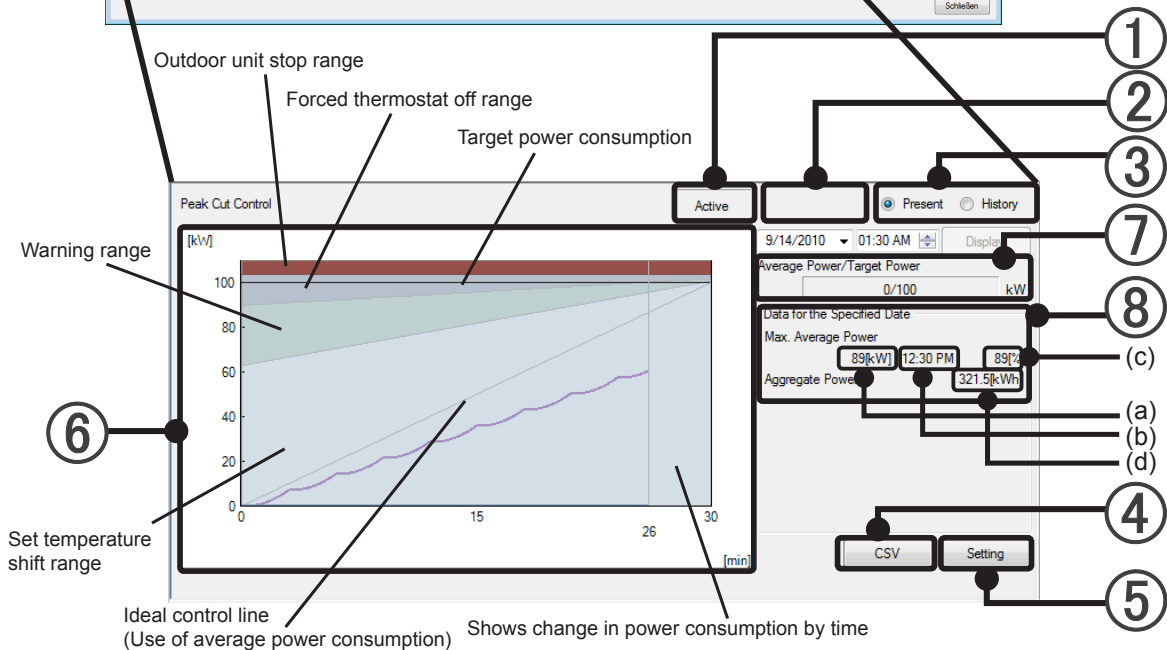 Schließen
Outdoor unit stop range
Forced thermostat off range
Target power consumption
Warning range
Set temperature
shift range
Ideal control line
(Use of average power consumption)
Shows change in power consumption by time
1
2
3
7
8
(c)
(a)
(b)
(d)
4
5
6
Peak Cut Control
Active
Present
History
9/14/2010
01:30 AM
Average Power/Target Power
0/100
kW
Data for the Specified Date
Max. Average Power
89[kW]
12:30 PM
89[%
Aggregate Powe
321.5[kWh
CSV
Setting
[kW]
100
80
60
40
20
0
0
15
26
30
[min]